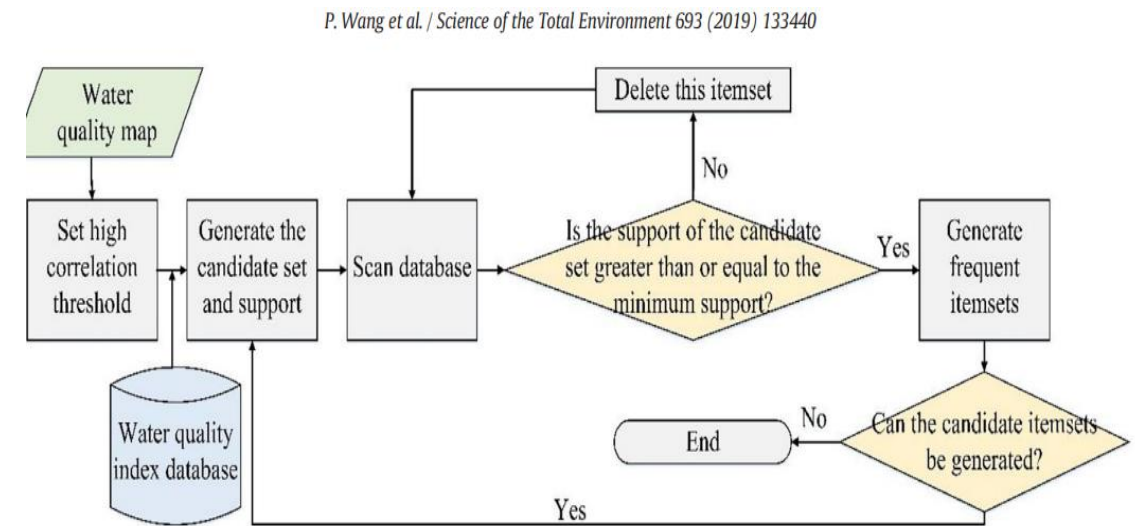 P. Wang et al. / Science of the Total Environment 693 (2019) 133440
Water
quality map
Delete this itemset
No
Set high
correlation
threshold
Generate the
candidate set
and support
Scan database
Is the support of the candidate
set greater than or equal to the
minimum support?
Yes
Generate
frequent
itemsets
Water quality
index database
End
No
Can the candidate itemsets
be generated?
Yes